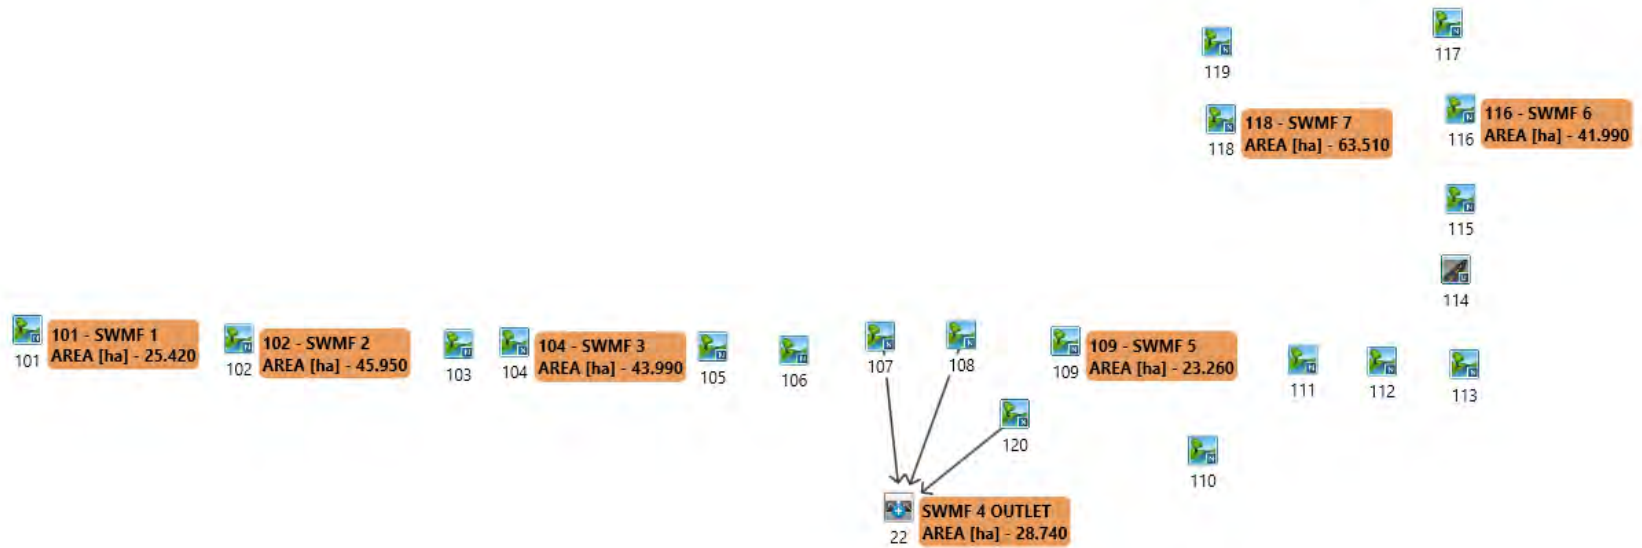 119
117
118 - SWMF 7
AREA [ha] - 63.510
118
116 - SWMF 6
AREA [ha] - 41.990
116
115
114
101 - SWMF 1
AREA [ha] - 25.420
101
102 - SWMF 2
AREA [ha] - 45.950
102
103
104 - SWMF 3
AREA [ha] - 43.990
104
105
106
107
108
109 - SWMF 5
AREA [ha] - 23.260
109
111
112
113
120
110
SWMF 4 OUTLET
AREA [ha] - 28.740
22